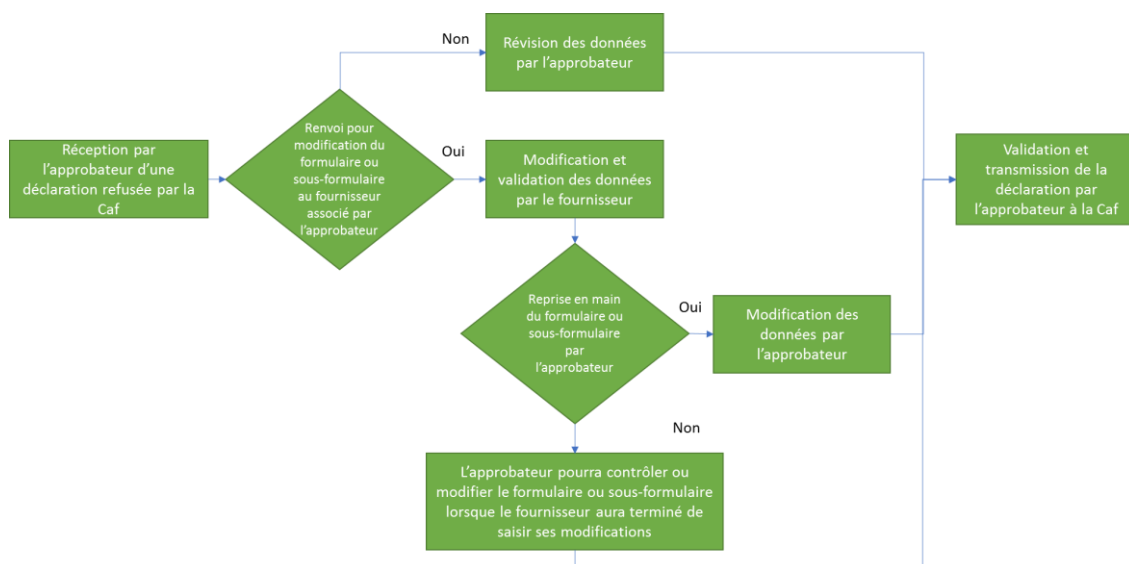 Réception par
l'approbateur d'une
déclaration refusée par la
Caf
Renvoi pour
modification du
formulaire ou
sous-formulaire
au fournisseur
associé par
l'approbateur
Non
Révision des données
par l'approbateur
Oui
Modification et
validation des données
par le fournisseur
Reprise en main
du formulaire ou
sous-formulaire
par
l'approbateur
Oui
Modification des
données par
l'approbateur
Non
L'approbateur pourra contrôler ou
modifier le formulaire ou sous-formulaire
lorsque le fournisseur aura terminé de
saisir ses modifications
Validation et
transmission de la
déclaration par
l'approbateur à la Caf